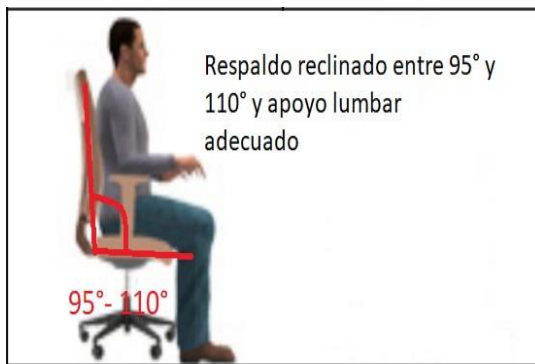 Respaldo reclinado entre 95° y
110° y apoyo lumbar
adecuado
95°- 110°